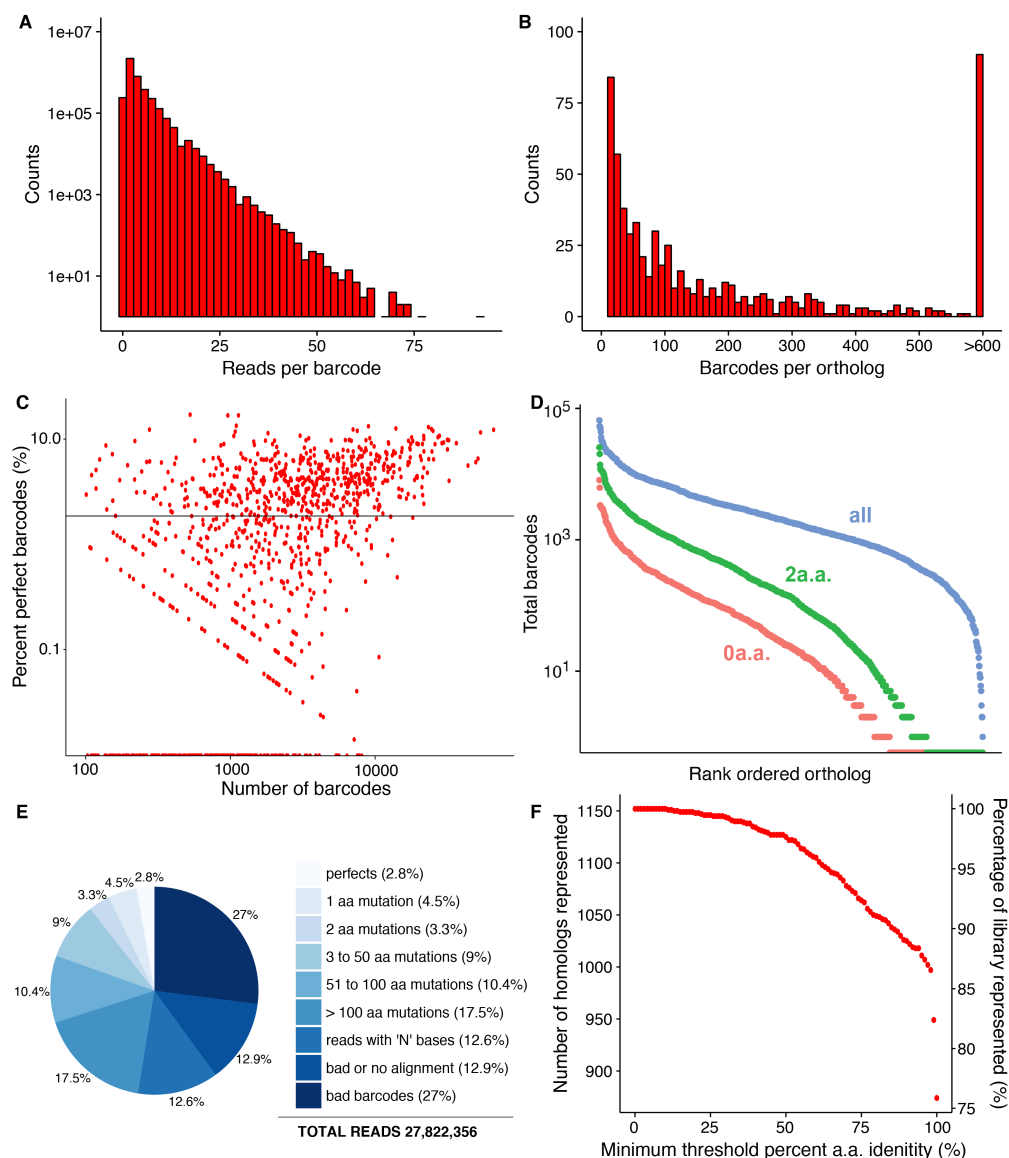 A
1e+07
1e+05
1e+03
1e+01
Counts
0 25 50 75
Reads per barcode
B
100
75
50
25
0
Counts
0 100 200 300 400 500 >600
Barcodes per ortholog
C
10.0
0.1
Percent perfect barcodes (%)
100 1000 10000
Number of barcodes
D
10^5
10^3
10^1
Total barcodes
all
2a.a.
0a.a.
Rank ordered ortholog
E
2.8%
4.5%
3.3%
9%
10.4%
17.5%
12.6%
12.9%
27%
perfects (2.8%)
1 aa mutation (4.5%)
2 aa mutations (3.3%)
3 to 50 aa mutations (9%)
51 to 100 aa mutations (10.4%)
> 100 aa mutations (17.5%)
reads with 'N' bases (12.6%)
bad or no alignment (12.9%)
bad barcodes (27%)
TOTAL READS 27,822,356
F
1150
1100
1050
1000
950
900
Number of homologs represented
100
95
90
85
80
75
Percentage of library represented (%)
0 25 50 75 100
Minimum threshold percent a.a. idenitity (%)